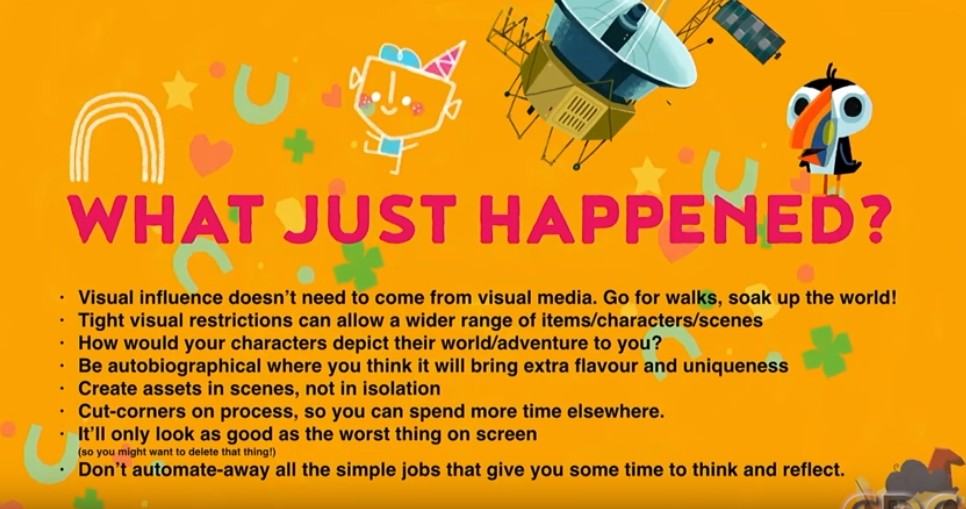 WHAT JUST HAPPENED?
· Visual influence doesn't need to come from visual media. Go for walks, soak up the world!
· Tight visual restrictions can allow a wider range of items/characters/scenes
· How would your characters depict their world/adventure to you?
· Be autobiographical where you think it will bring extra flavour and uniqueness
· Create assets in scenes, not in isolation
· Cut-corners on process, so you can spend more time elsewhere.
· It'll only look as good as the worst thing on screen
(so you might want to delete that thing!)
· Don't automate-away all the simple jobs that give you some time to think and reflect.